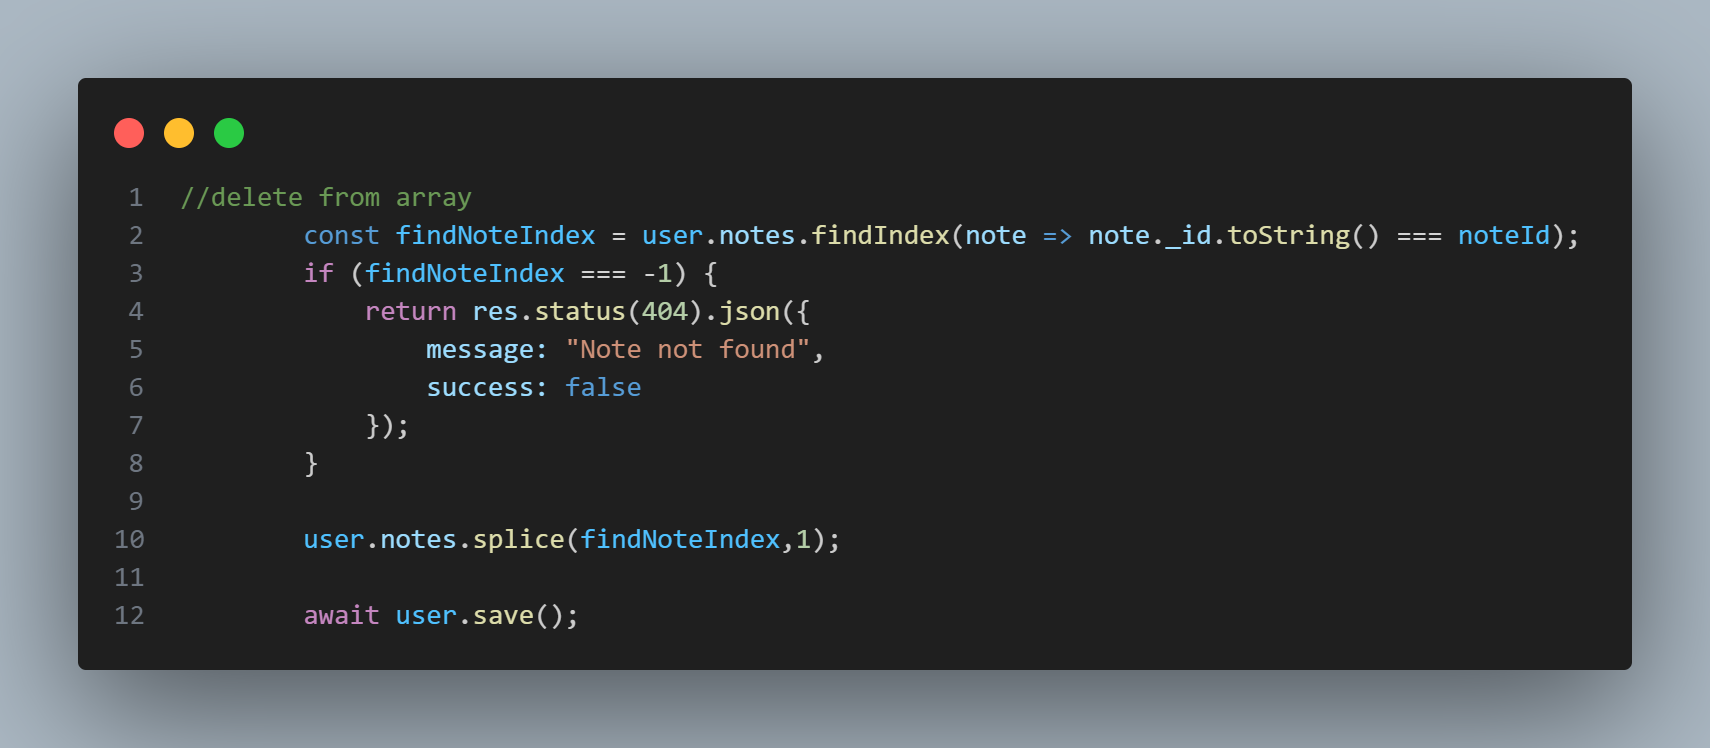 1 //delete from array
2 const findNoteIndex = user.notes.findIndex(note => note._id.toString() === noteId);
3 if (findNoteIndex === -1) {
4 return res.status(404).json({
5 message: "Note not found",
6 success: false
7 });
8 }
9
10 user.notes.splice(findNoteIndex,1);
11
12 await user.save();